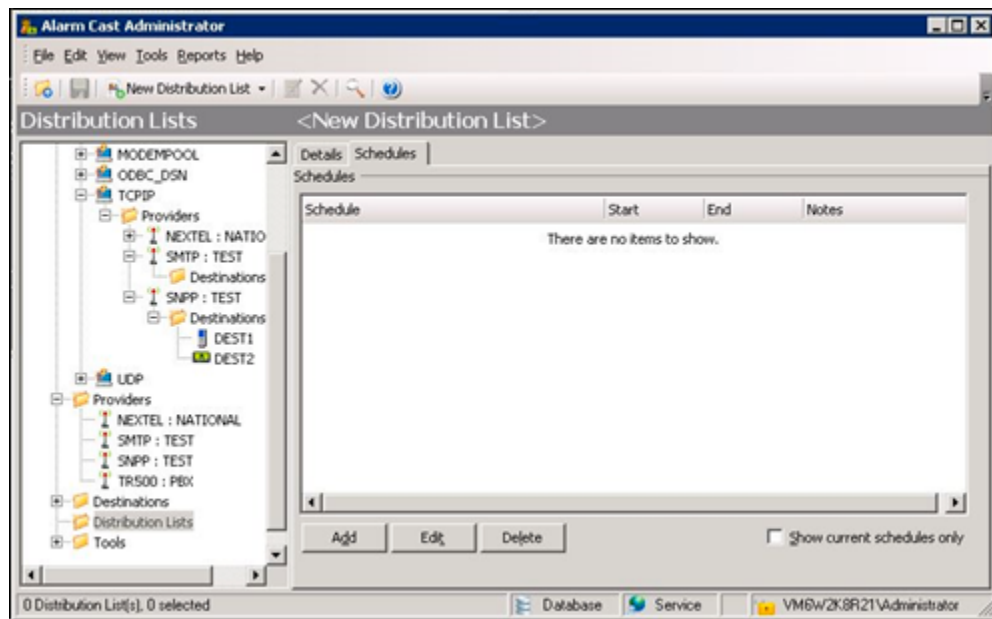 Alarm Cast Administrator
File Edit View Tools Reports Help
New Distribution List
Distribution Lists
<New Distribution List>
MODEMPOOL
ODBC_DSN
TCPIP
Providers
NEXTEL : NATIO
SMTP : TEST
Destinations
SNPP : TEST
Destinations
DEST1
DEST2
UDP
Providers
NEXTEL : NATIONAL
SMTP : TEST
SNPP : TEST
TR500 : PBX
Destinations
Distribution Lists
Tools
Details Schedules
Schedules
Schedule Start End Notes
There are no items to show.
Add Edit Delete Show current schedules only
0 Distribution List(s), 0 selected Database Service VM6W2K8R21\Administrator